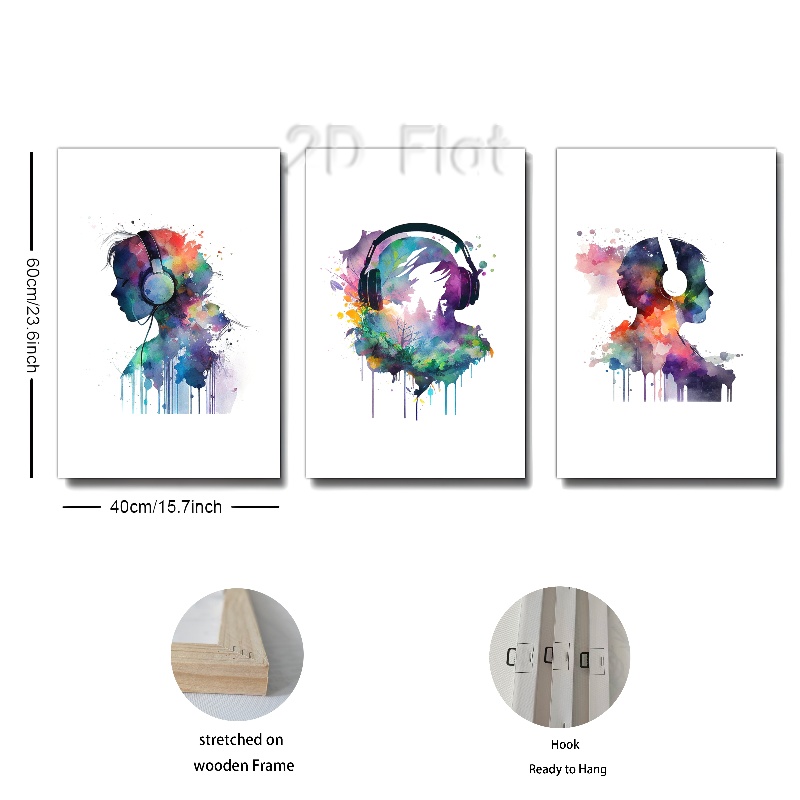 2D Flat
60cm/23.6inch
40cm/15.7inch
stretched on
wooden Frame
Hook
Ready to Hang